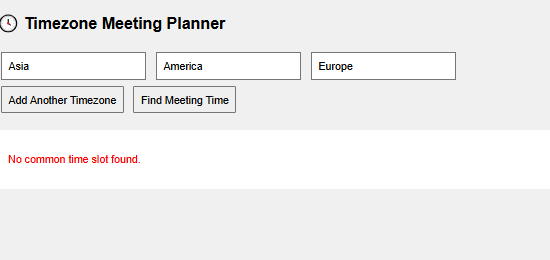 Timezone Meeting Planner
Asia America Europe
Add Another Timezone Find Meeting Time
No common time slot found.